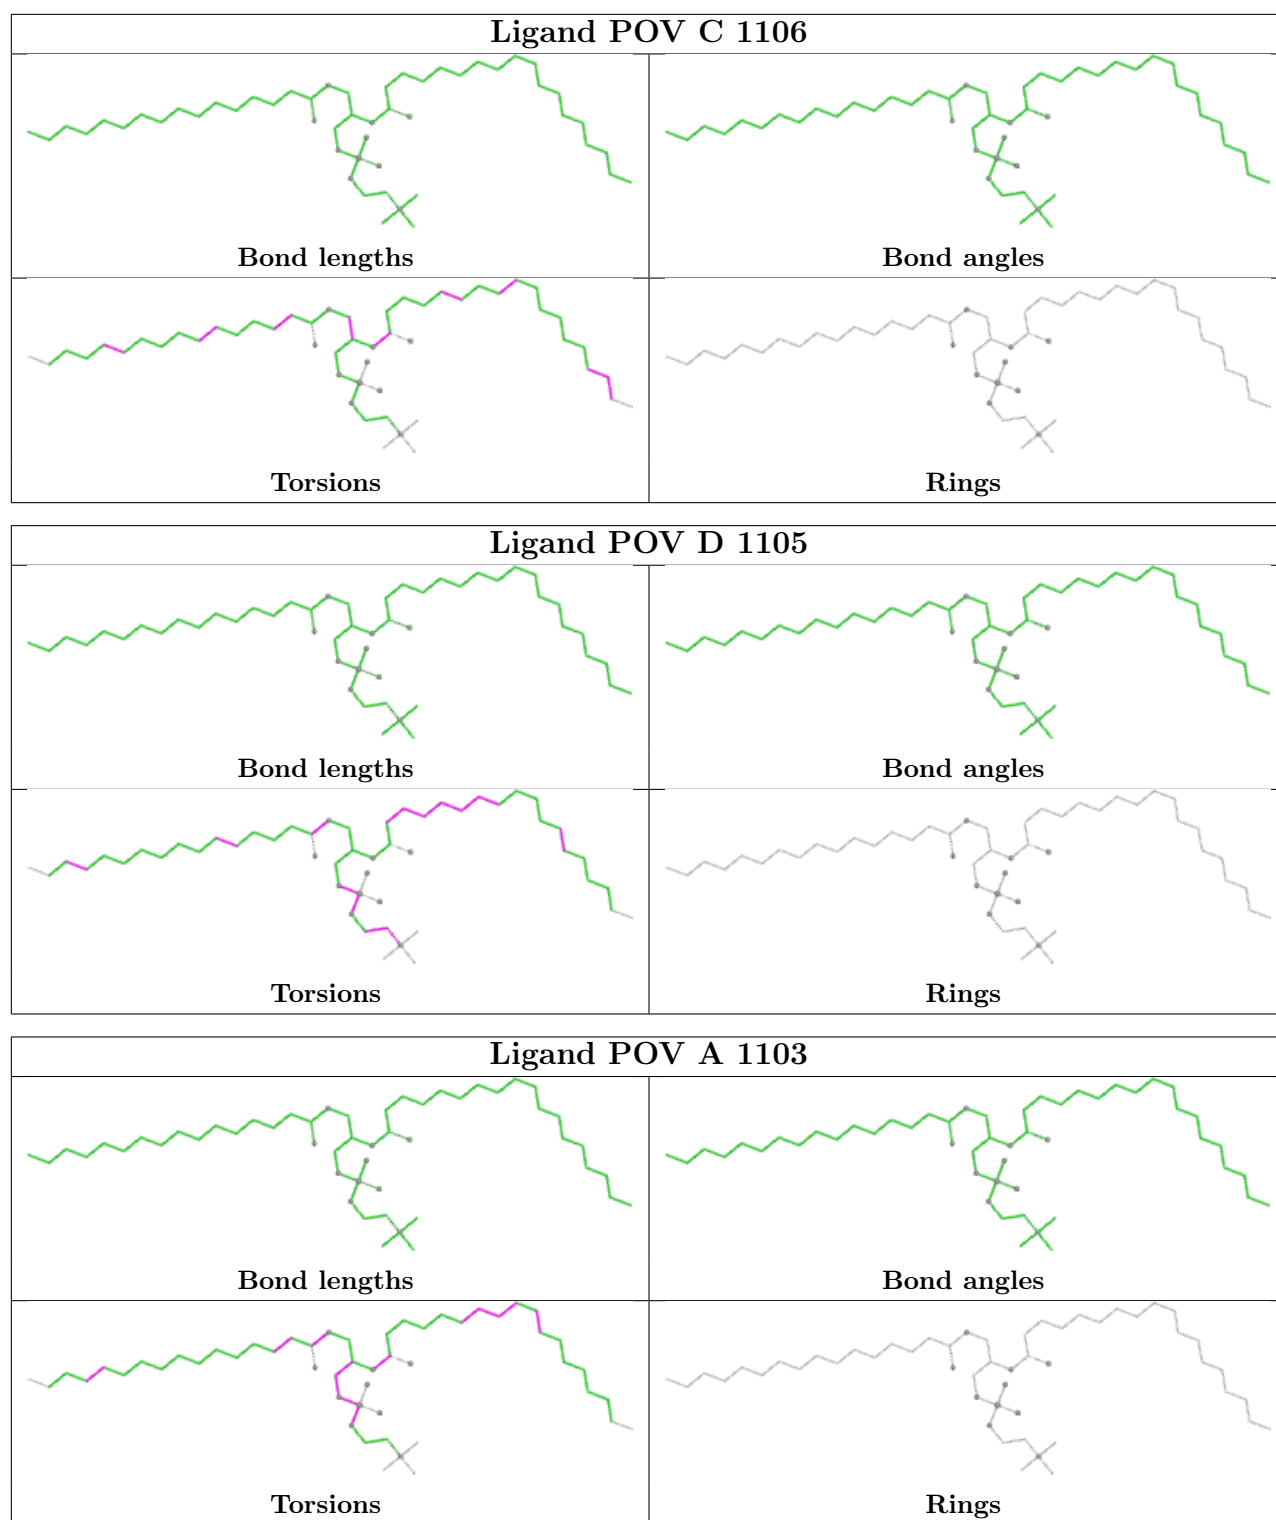 Ligand POV C 1106
Bond lengths
Bond angles
Torsions
Rings
Ligand POV D 1105
Bond lengths
Bond angles
Torsions
Rings
Ligand POV A 1103
Bond lengths
Bond angles
Torsions
Rings